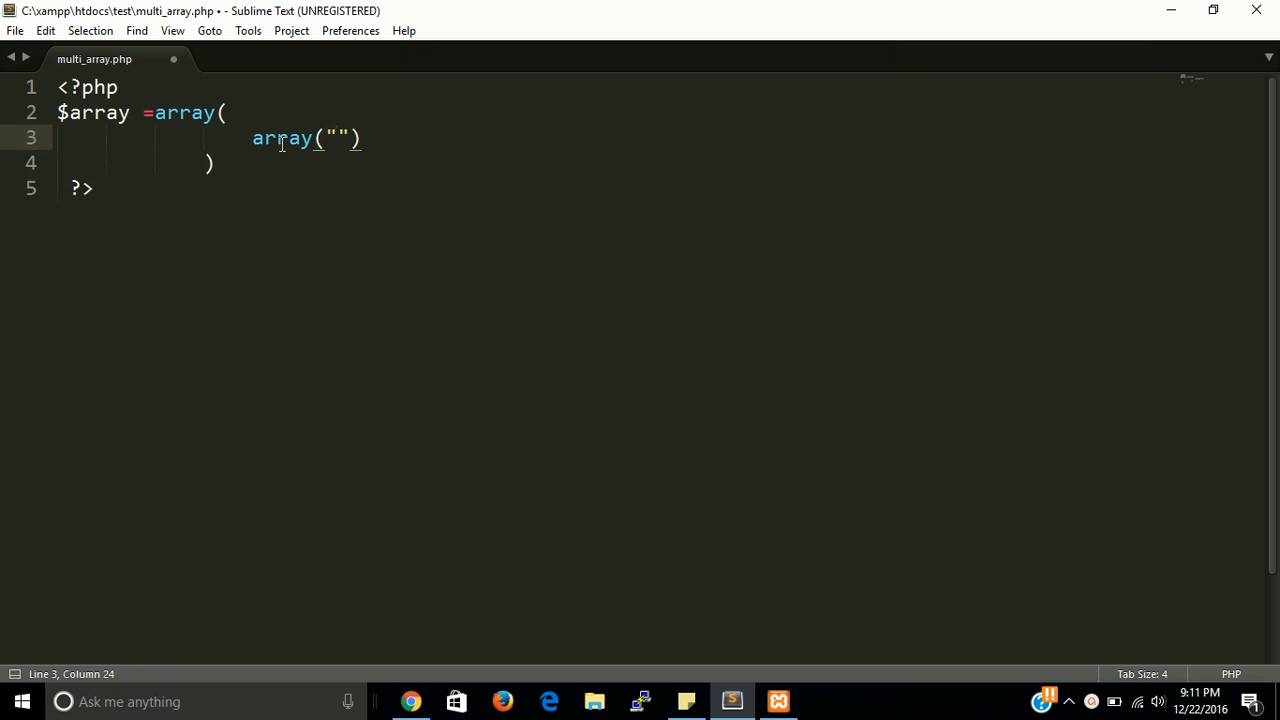 C:\xampp\htdocs\test\multi_array.php • - Sublime Text (UNREGISTERED)
File Edit Selection Find View Goto Tools Project Preferences Help
multi_array.php
1 <?php
2 $array =array(
3 array("")
4 )
5 ?>
Line 3, Column 24 Tab Size: 4 PHP
Ask me anything
9:11 PM
12/22/2016
1